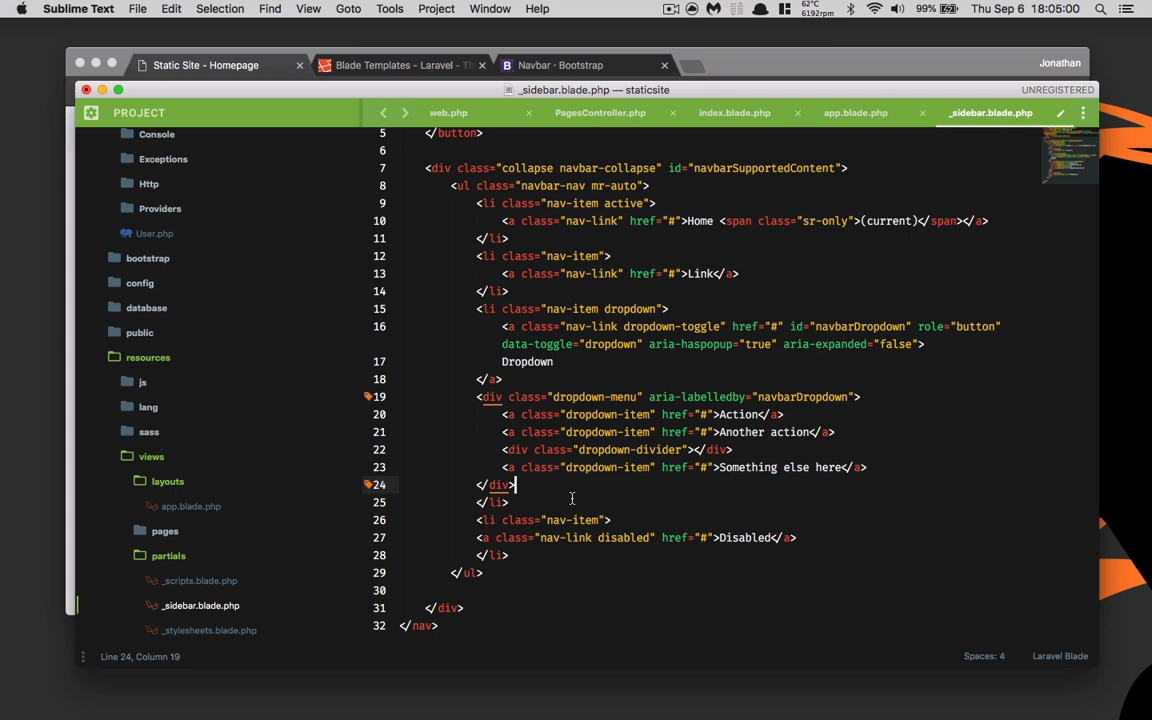 Sublime Text File Edit Selection Find View Goto Tools Project Window Help 62°C 6192rpm 99% Thu Sep 6 18:05:00
Static Site - Homepage × Blade Templates - Laravel - Th × B Navbar · Bootstrap × Jonathan
_sidebar.blade.php — staticsite UNREGISTERED
PROJECT web.php × PagesController.php × index.blade.php × app.blade.php × _sidebar.blade.php
Console
Exceptions
Http
Providers
User.php
bootstrap
config
database
public
resources
js
lang
sass
views
layouts
app.blade.php
pages
partials
_scripts.blade.php
_sidebar.blade.php
_stylesheets.blade.php
5 </button>
6
7 <div class="collapse navbar-collapse" id="navbarSupportedContent">
8 <ul class="navbar-nav mr-auto">
9 <li class="nav-item active">
10 <a class="nav-link" href="#">Home <span class="sr-only">(current)</span></a>
11 </li>
12 <li class="nav-item">
13 <a class="nav-link" href="#">Link</a>
14 </li>
15 <li class="nav-item dropdown">
16 <a class="nav-link dropdown-toggle" href="#" id="navbarDropdown" role="button"
data-toggle="dropdown" aria-haspopup="true" aria-expanded="false">
17 Dropdown
18 </a>
19 <div class="dropdown-menu" aria-labelledby="navbarDropdown">
20 <a class="dropdown-item" href="#">Action</a>
21 <a class="dropdown-item" href="#">Another action</a>
22 <div class="dropdown-divider"></div>
23 <a class="dropdown-item" href="#">Something else here</a>
24 </div>
25 </li>
26 <li class="nav-item">
27 <a class="nav-link disabled" href="#">Disabled</a>
28 </li>
29 </ul>
30
31 </div>
32 </nav>
Line 24, Column 19 Spaces: 4 Laravel Blade